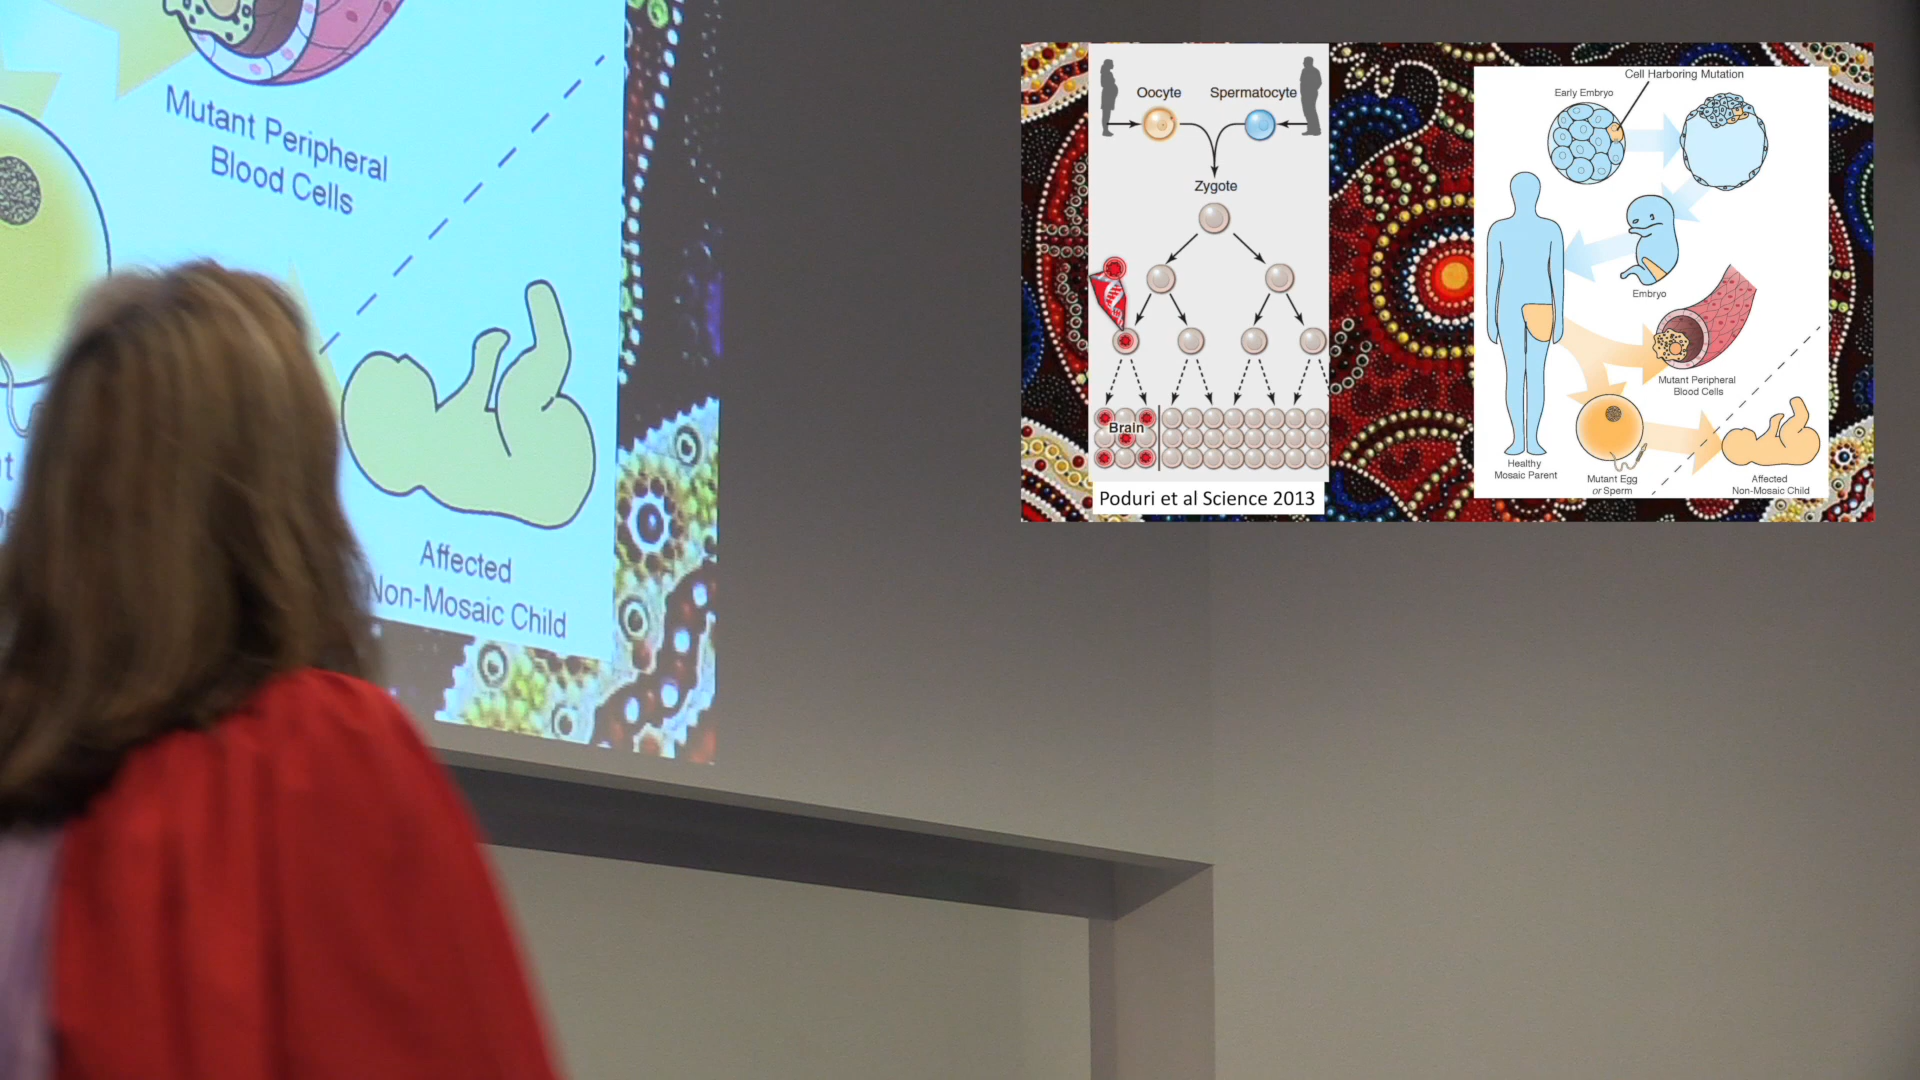 Mutant Peripheral
Blood Cells
Affected
Non-Mosaic Child
Oocyte
Spermatocyte
Zygote
Brain
Poduri et al Science 2013
Cell Harboring Mutation
Early Embryo
Embryo
Mutant Peripheral
Blood Cells
Healthy
Mosaic Parent
Mutant Egg
or Sperm
Affected
Non-Mosaic Child